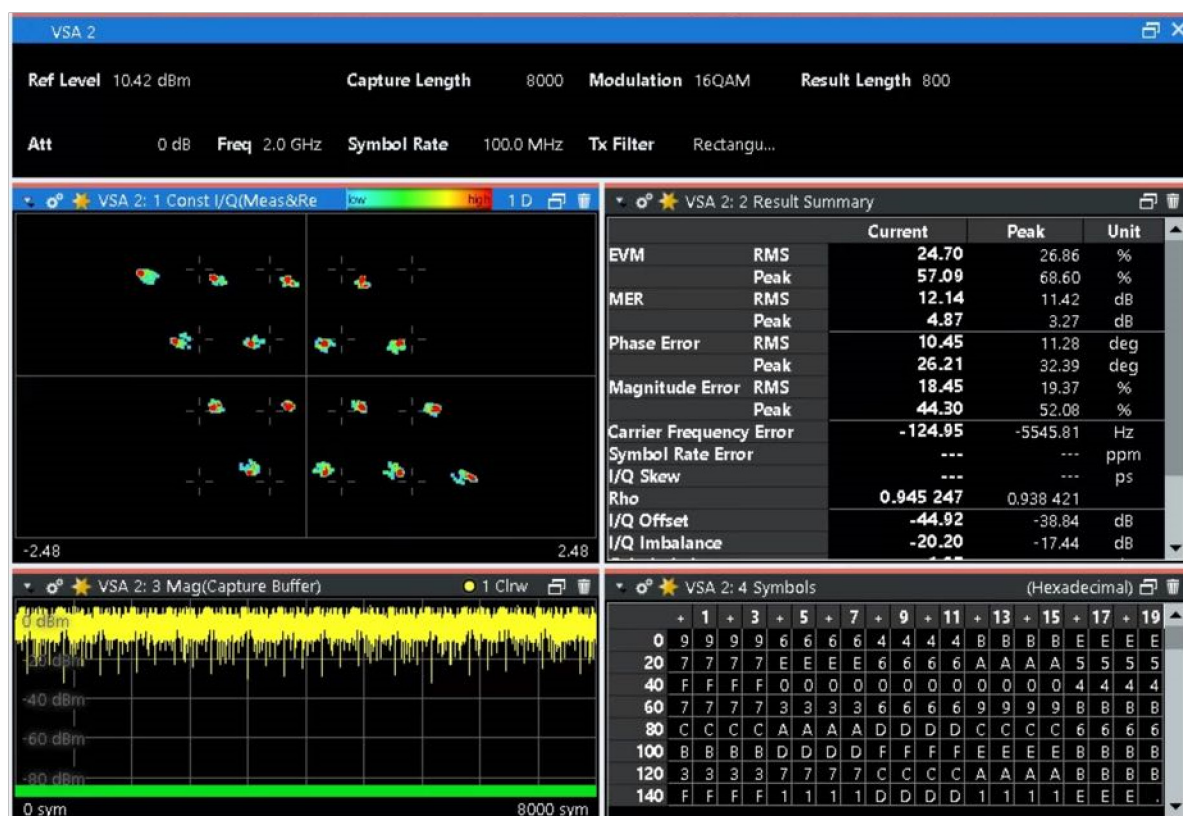 VSA 2
Ref Level 10.42 dBm Capture Length 8000 Modulation 16QAM Result Length 800
Att 0 dB Freq 2.0 GHz Symbol Rate 100.0 MHz Tx Filter Rectangu...
VSA 2: 1 Const I/Q(Meas&Re low high 1 D
-2.48 2.48
VSA 2: 2 Result Summary
Current Peak Unit
EVM RMS 24.70 26.86 %
Peak 57.09 68.60 %
MER RMS 12.14 11.42 dB
Peak 4.87 3.27 dB
Phase Error RMS 10.45 11.28 deg
Peak 26.21 32.39 deg
Magnitude Error RMS 18.45 19.37 %
Peak 44.30 52.08 %
Carrier Frequency Error -124.95 -5545.81 Hz
Symbol Rate Error --- --- ppm
I/Q Skew --- --- ps
Rho 0.945 247 0.938 421
I/Q Offset -44.92 -38.84 dB
I/Q Imbalance -20.20 -17.44 dB
VSA 2: 3 Mag(Capture Buffer) 1 Clrw
0 dBm
-20 dBm
-40 dBm
-60 dBm
-80 dBm
0 sym 8000 sym
VSA 2: 4 Symbols (Hexadecimal)
+ 1 + 3 + 5 + 7 + 9 + 11 + 13 + 15 + 17 + 19
0 9 9 9 9 6 6 6 6 4 4 4 4 B B B B E E E E
20 7 7 7 7 E E E E 6 6 6 6 A A A A 5 5 5 5
40 F F F F 0 0 0 0 0 0 0 0 0 0 0 0 4 4 4 4
60 7 7 7 7 3 3 3 3 6 6 6 6 9 9 9 9 B B B B
80 C C C C A A A A D D D D C C C C 6 6 6 6
100 B B B B D D D D F F F F E E E E B B B B
120 3 3 3 3 7 7 7 7 C C C C A A A A B B B B
140 F F F F 1 1 1 1 D D D D 1 1 1 1 E E E .